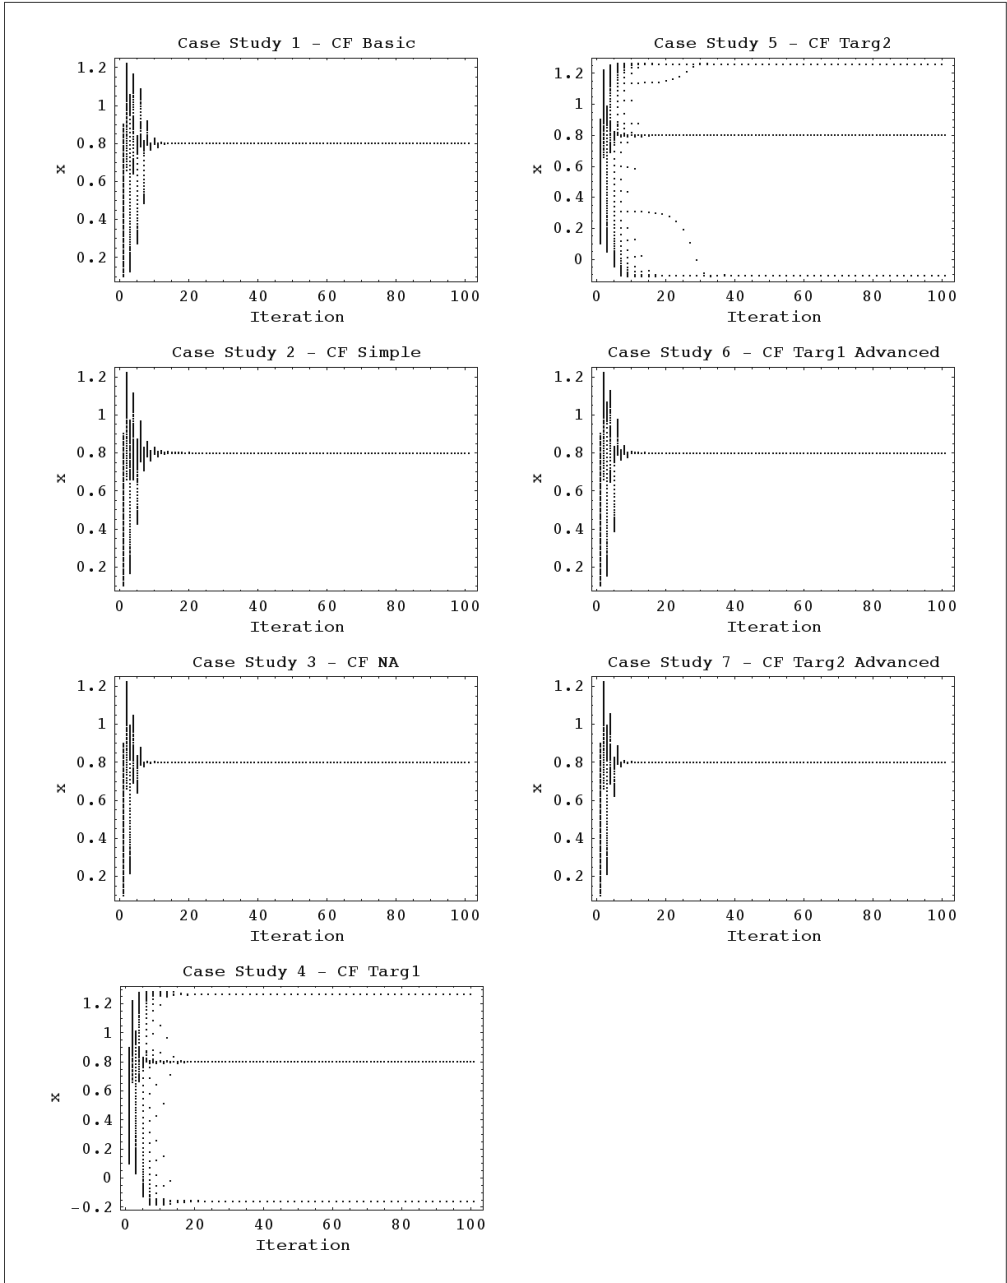 Case Study 1 – CF Basic
1.2
1
0.8
0.6
0.4
0.2
x
0 20 40 60 80 100
Iteration
Case Study 5 – CF Targ2
1.2
1
0.8
0.6
0.4
0.2
0
x
0 20 40 60 80 100
Iteration
Case Study 2 – CF Simple
1.2
1
0.8
0.6
0.4
0.2
x
0 20 40 60 80 100
Iteration
Case Study 6 – CF Targ1 Advanced
1.2
1
0.8
0.6
0.4
0.2
x
0 20 40 60 80 100
Iteration
Case Study 3 – CF NA
1.2
1
0.8
0.6
0.4
0.2
x
0 20 40 60 80 100
Iteration
Case Study 7 – CF Targ2 Advanced
1.2
1
0.8
0.6
0.4
0.2
x
0 20 40 60 80 100
Iteration
Case Study 4 – CF Targ1
1.2
1
0.8
0.6
0.4
0.2
0
–0.2
x
0 20 40 60 80 100
Iteration